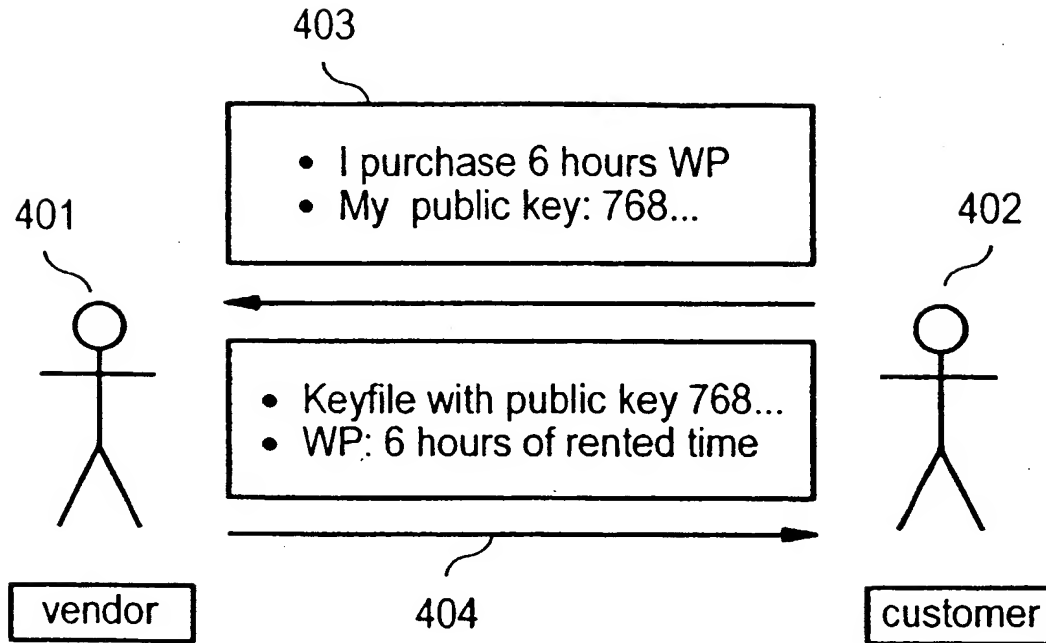 403
• I purchase 6 hours WP
• My public key: 768...
401
402
• Keyfile with public key 768...
• WP: 6 hours of rented time
404
vendor
customer